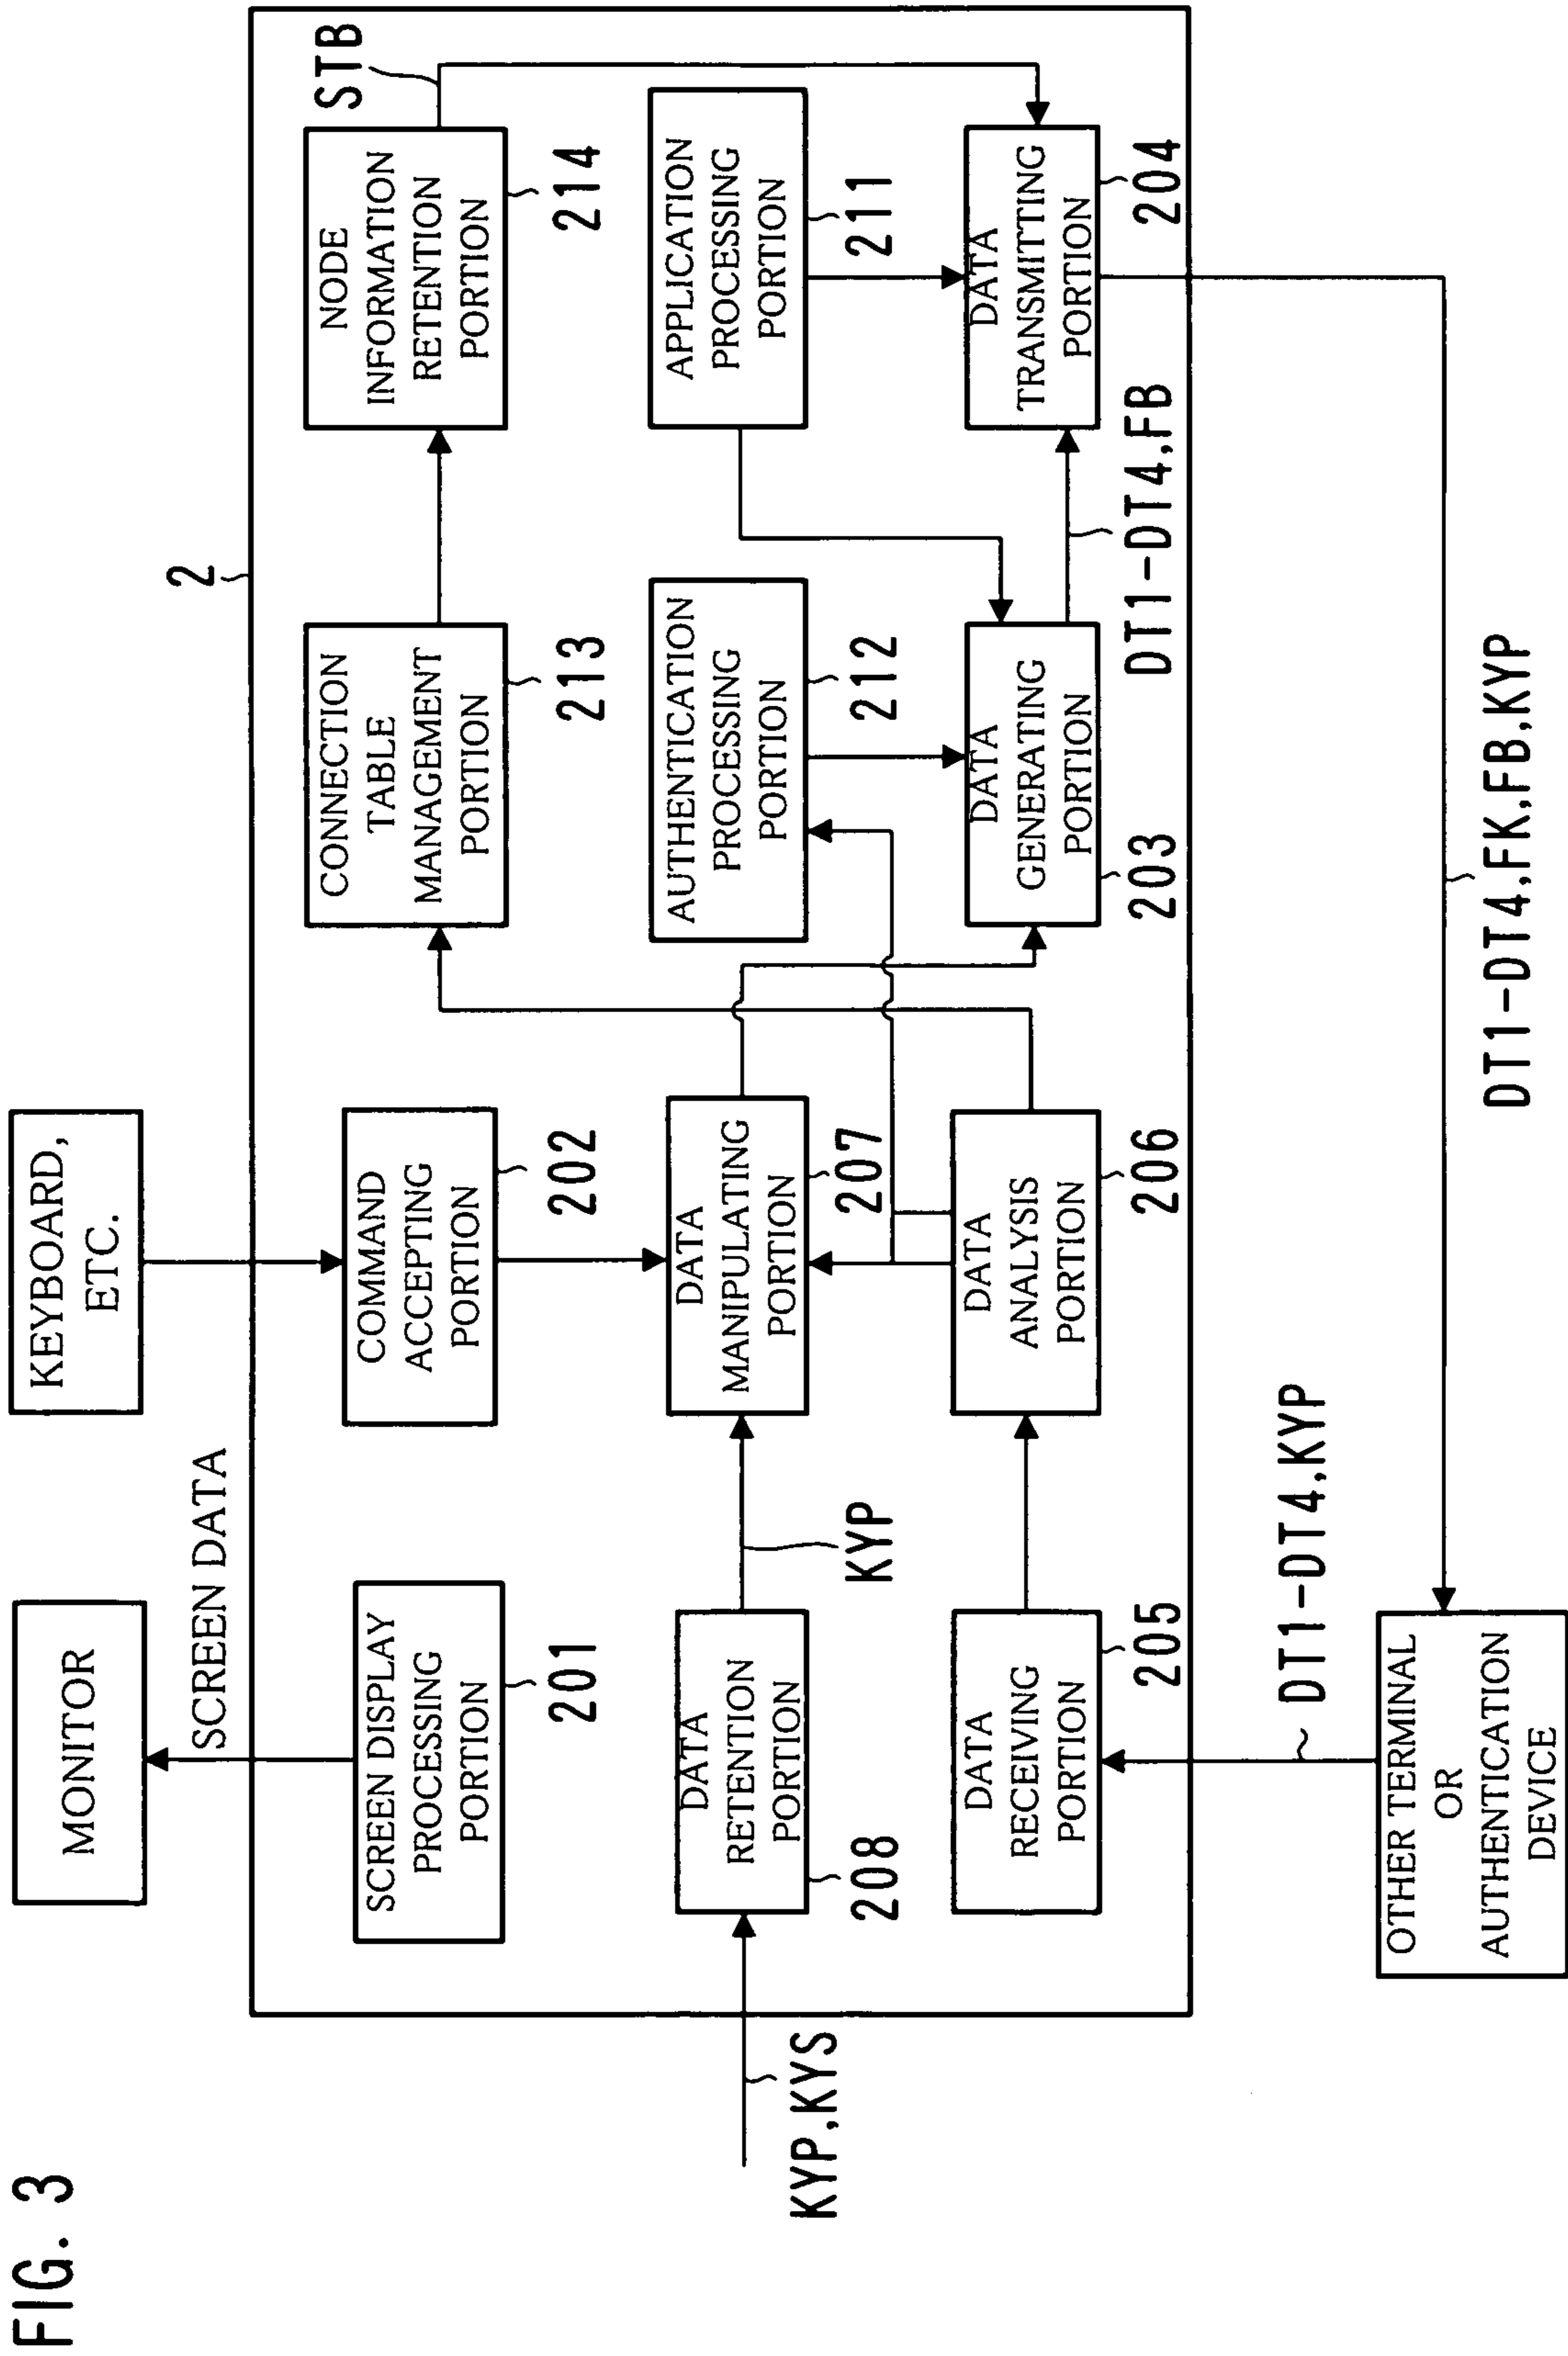 FIG. 3
MONITOR
SCREEN DATA
KEYBOARD,
ETC.
2
SCREEN DISPLAY
PROCESSING
PORTION
201
COMMAND
ACCEPTING
PORTION
202
CONNECTION
TABLE
MANAGEMENT
PORTION
213
NODE
INFORMATION
RETENTION
PORTION
214
STB
KYP,KYS
DATA
RETENTION
PORTION
208
KYP
DATA
MANIPULATING
PORTION
207
AUTHENTICATION
PROCESSING
PORTION
212
APPLICATION
PROCESSING
PORTION
211
DATA
RECEIVING
PORTION
205
DATA
ANALYSIS
PORTION
206
DATA
GENERATING
PORTION
203
DT1-DT4,FB
DATA
TRANSMITTING
PORTION
204
DT1-DT4,KYP
OTHER TERMINAL
OR
AUTHENTICATION
DEVICE
DT1-DT4,FK,FB,KYP